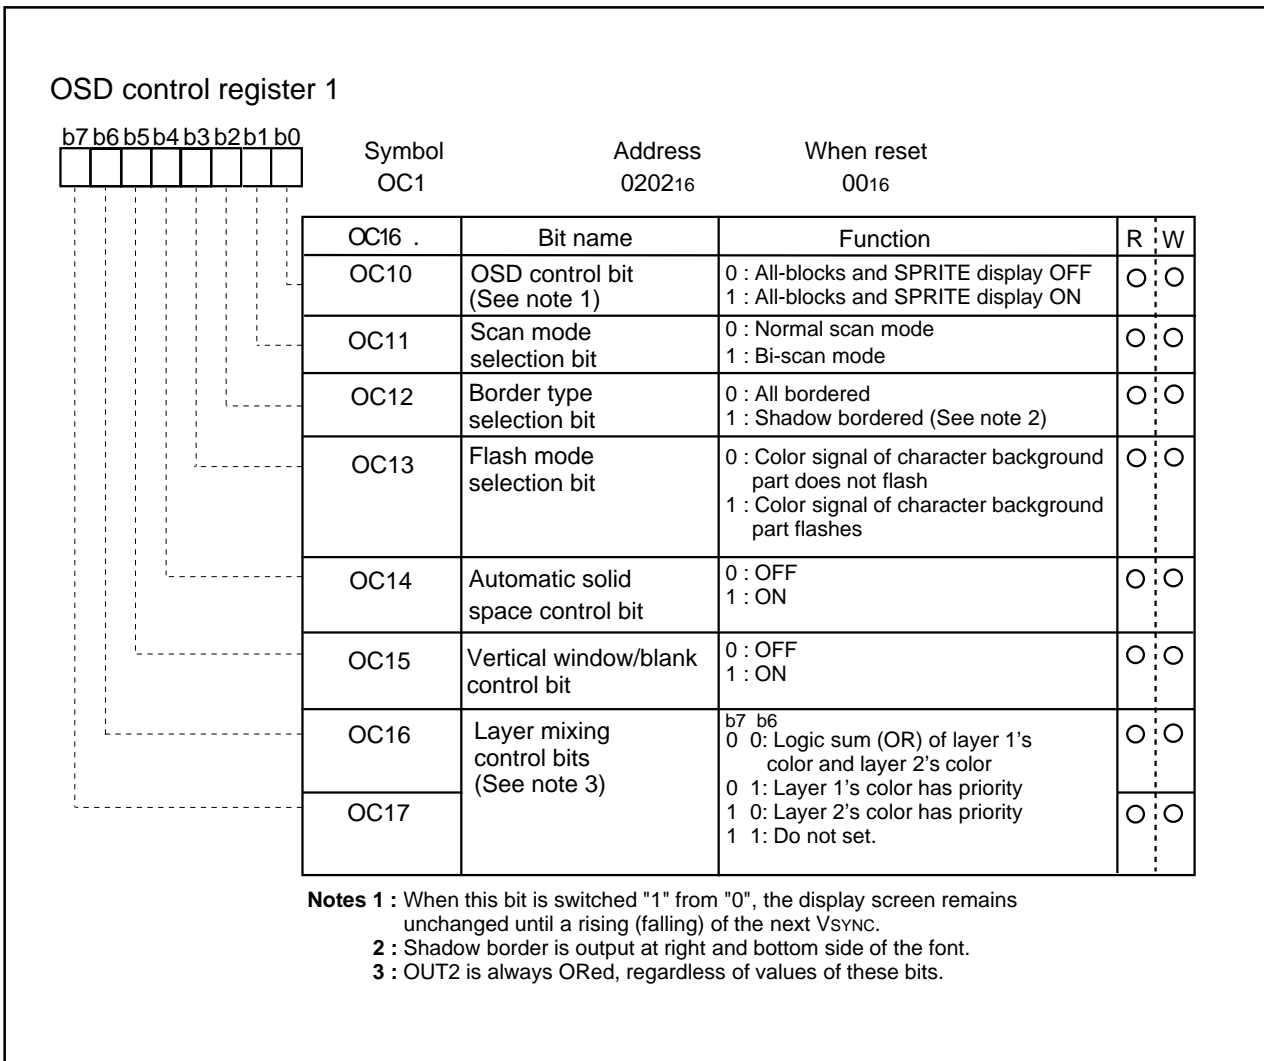 OSD control register 1
b7 b6 b5 b4 b3 b2 b1 b0
Symbol Address When reset
OC1 020216 0016
OC16 . Bit name Function R W
OC10 OSD control bit (See note 1) 0 : All-blocks and SPRITE display OFF
1 : All-blocks and SPRITE display ON
OC11 Scan mode selection bit 0 : Normal scan mode
1 : Bi-scan mode
OC12 Border type selection bit 0 : All bordered
1 : Shadow bordered (See note 2)
OC13 Flash mode selection bit 0 : Color signal of character background
part does not flash
1 : Color signal of character background
part flashes
OC14 Automatic solid space control bit 0 : OFF
1 : ON
OC15 Vertical window/blank control bit 0 : OFF
1 : ON
OC16 Layer mixing control bits (See note 3) b7 b6
0 0: Logic sum (OR) of layer 1’s
color and layer 2’s color
0 1: Layer 1’s color has priority
OC17 1 0: Layer 2’s color has priority
1 1: Do not set.
Notes 1 : When this bit is switched "1" from "0", the display screen remains
unchanged until a rising (falling) of the next VSYNC.
2 : Shadow border is output at right and bottom side of the font.
3 : OUT2 is always ORed, regardless of values of these bits.